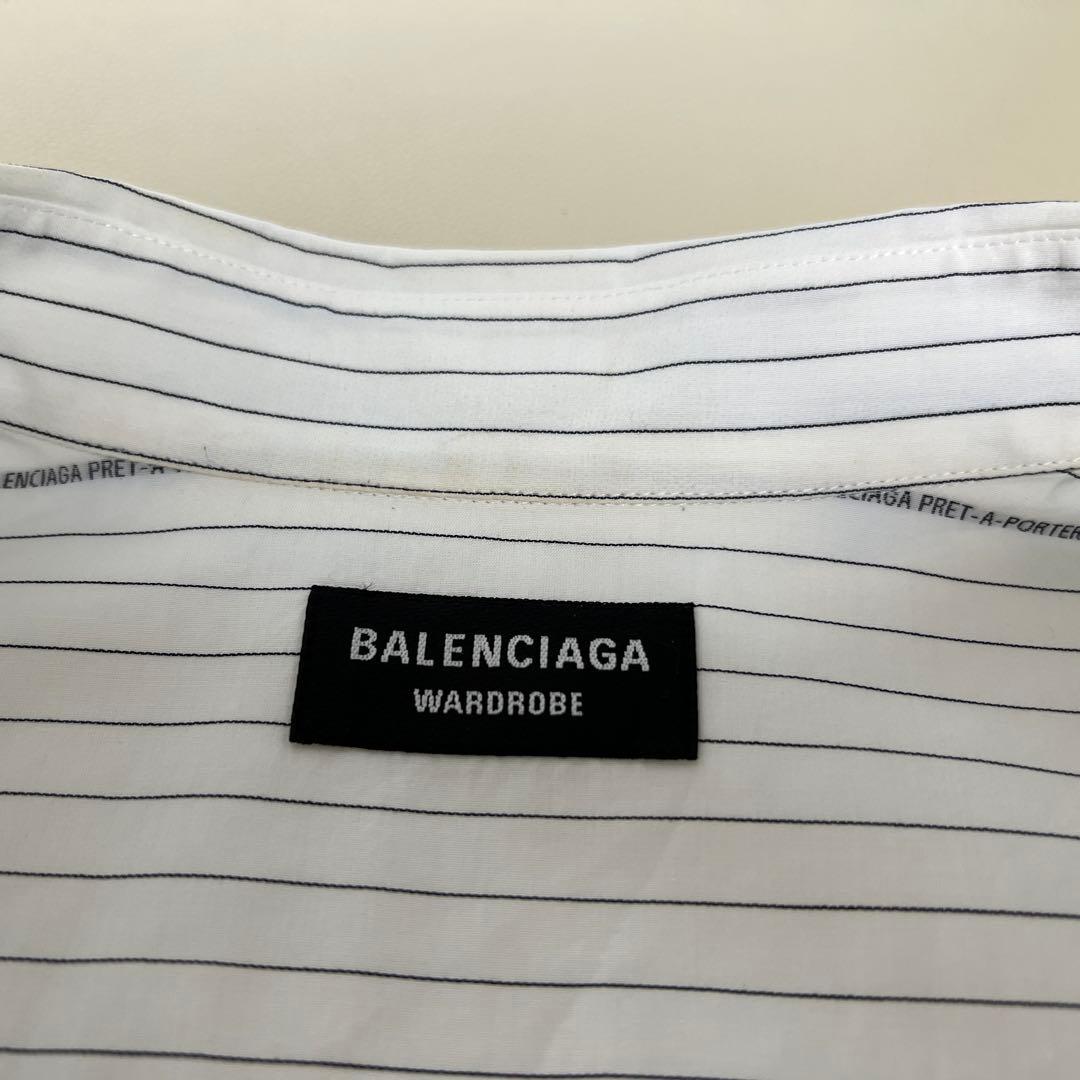 ENCIAGA PRET-A
CIAGA PRET-A-PORTER
BALENCIAGA
WARDROBE